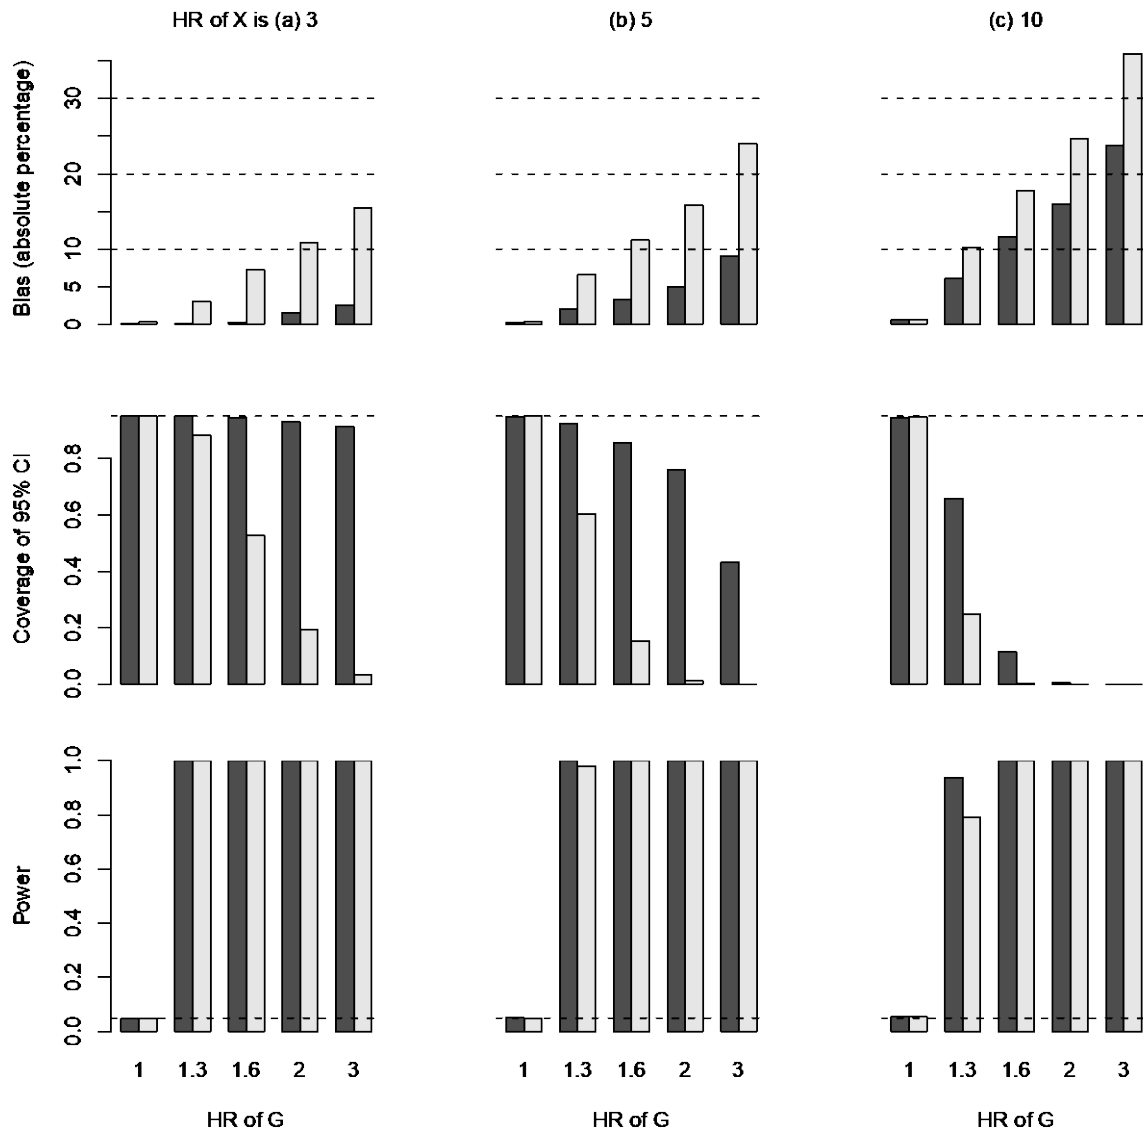 HR of X is (a) 3
(b) 5
(c) 10
Bias (absolute percentage)
30
20
10
5
0
Coverage of 95% CI
0.8
0.6
0.4
0.2
0.0
Power
1.0
0.8
0.6
0.4
0.2
0.0
1 1.3 1.6 2 3
1 1.3 1.6 2 3
1 1.3 1.6 2 3
HR of G
HR of G
HR of G